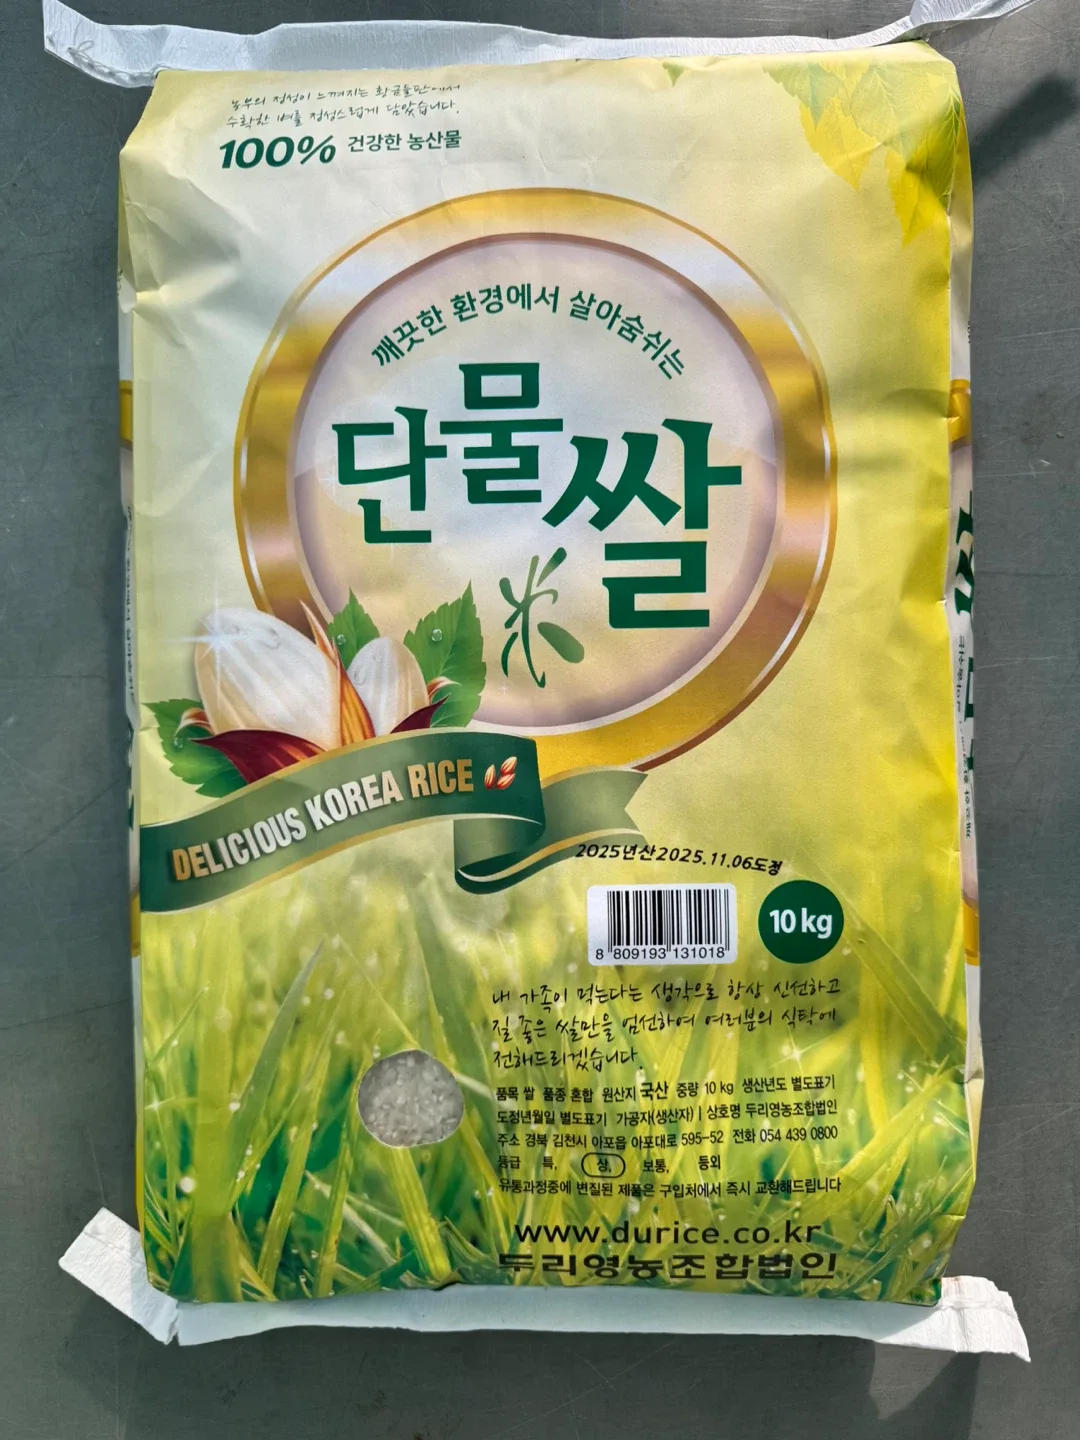 농부의 정성이 느껴지는 황금들판에서
수확한 벼를 정성스럽게 담았습니다.
100% 건강한 농산물
깨끗한 환경에서 살아숨쉬는
단물쌀
米
DELICIOUS KOREA RICE
2025년산2025.11.06도정
8 809193 131018
10 kg
내 가족이 먹는다는 생각으로 항상 신선하고
질 좋은 쌀만을 엄선하여 여러분의 식탁에
전해드리겠습니다.
품목 쌀 품종 혼합 원산지 국산 중량 10 kg 생산년도 별도표기
도정년월일 별도표기 가공자(생산자) | 상호명 두리영농조합법인
주소 경북 김천시 아포읍 아포대로 595-52 전화 054 439 0800
등급 특, 상, 보통, 등외
유통과정중에 변질된 제품은 구입처에서 즉시 교환해드립니다
www.durice.co.kr
두리영농조합법인